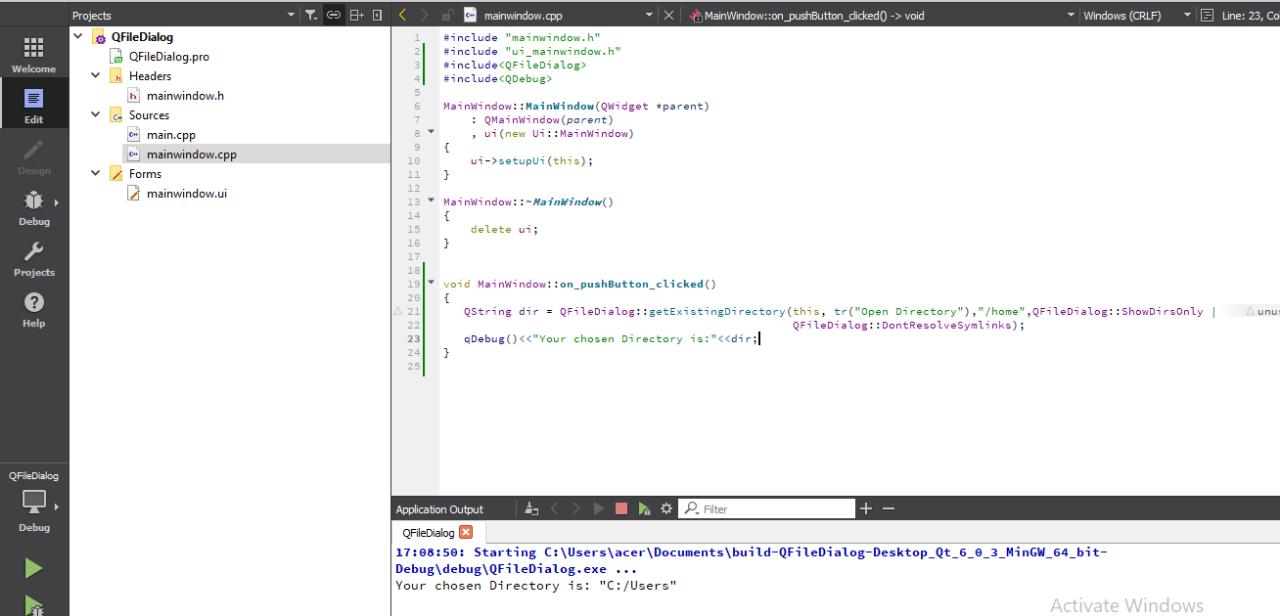 Projects
mainwindow.cpp
MainWindow::on_pushButton_clicked() -> void
Windows (CRLF)
Line: 23, Co
Welcome
Edit
Design
Debug
Projects
Help
QFileDialog
Debug
QFileDialog
QFileDialog.pro
Headers
mainwindow.h
Sources
main.cpp
mainwindow.cpp
Forms
mainwindow.ui
1 #include "mainwindow.h"
2 #include "ui_mainwindow.h"
3 #include<QFileDialog>
4 #include<QDebug>
5
6 MainWindow::MainWindow(QWidget *parent)
7 : QMainWindow(parent)
8 , ui(new Ui::MainWindow)
9 {
10 ui->setupUi(this);
11 }
12
13 MainWindow::~MainWindow()
14 {
15 delete ui;
16 }
17
18
19 void MainWindow::on_pushButton_clicked()
20 {
21 QString dir = QFileDialog::getExistingDirectory(this, tr("Open Directory"),"/home",QFileDialog::ShowDirsOnly | unus
22 QFileDialog::DontResolveSymlinks);
23 qDebug()<<"Your chosen Directory is:"<<dir;
24 }
25
Application Output
Filter
QFileDialog
17:08:50: Starting C:\Users\acer\Documents\build-QFileDialog-Desktop_Qt_6_0_3_MinGW_64_bit-
Debug\debug\QFileDialog.exe ...
Your chosen Directory is: "C:/Users"
Activate Windows